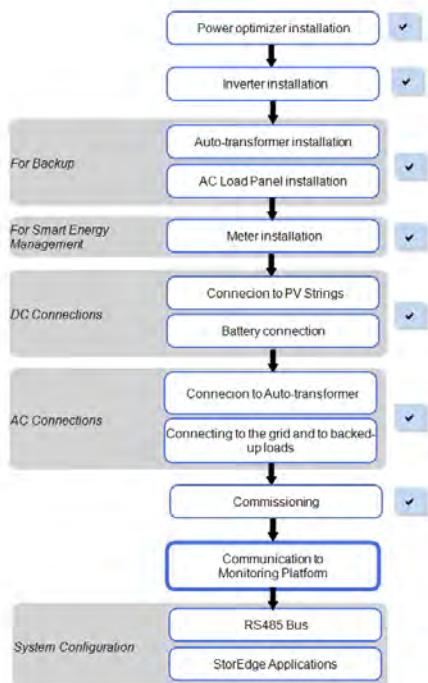 Power optimizer installation
Inverter installation
For Backup
Auto-transformer installation
AC Load Panel installation
For Smart Energy
Management
Meter installation
DC Connections
Connecion to PV Strings
Battery connection
AC Connections
Connecion to Auto-transformer
Connecting to the grid and to backed-
up loads
Commissioning
Communication to
Monitoring Platform
System Configuration
RS485 Bus
StorEdge Applications